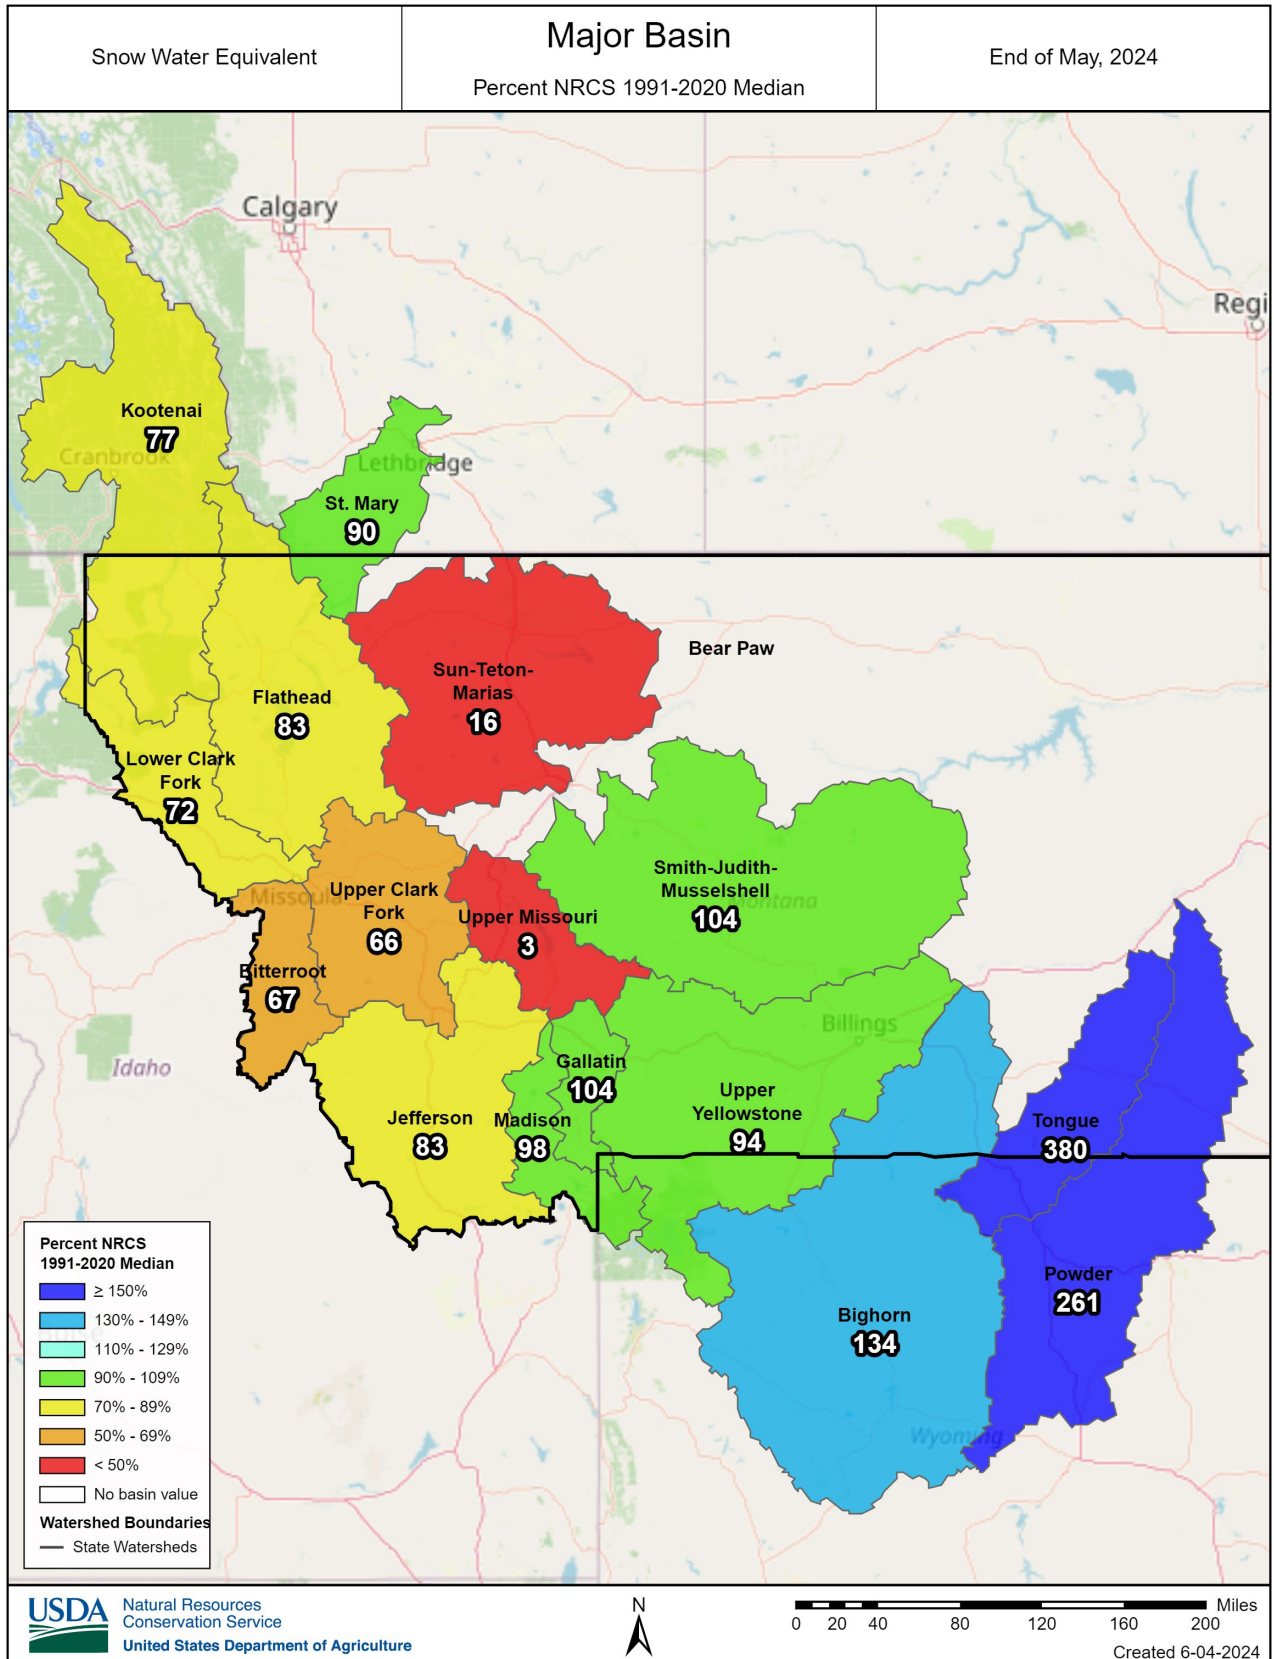 Snow Water Equivalent
Major Basin
Percent NRCS 1991-2020 Median
End of May, 2024
Calgary
Regi
Kootenai
77
Cranbrook
Lethbridge
St. Mary
90
Bear Paw
Sun-Teton-
Marias
16
Flathead
83
Lower Clark
Fork
72
Smith-Judith-
Musselshell
104
Montana
Missoula
Upper Clark
Fork
66
Upper Missouri
3
Bitterroot
67
Billings
Idaho
Gallatin
104
Upper
Yellowstone
94
Jefferson
83
Madison
98
Tongue
380
Powder
261
Bighorn
134
Wyoming
Percent NRCS
1991-2020 Median
≥ 150%
130% - 149%
110% - 129%
90% - 109%
70% - 89%
50% - 69%
< 50%
No basin value
Watershed Boundaries
State Watersheds
USDA
Natural Resources
Conservation Service
United States Department of Agriculture
N
Miles
0 20 40 80 120 160 200
Created 6-04-2024